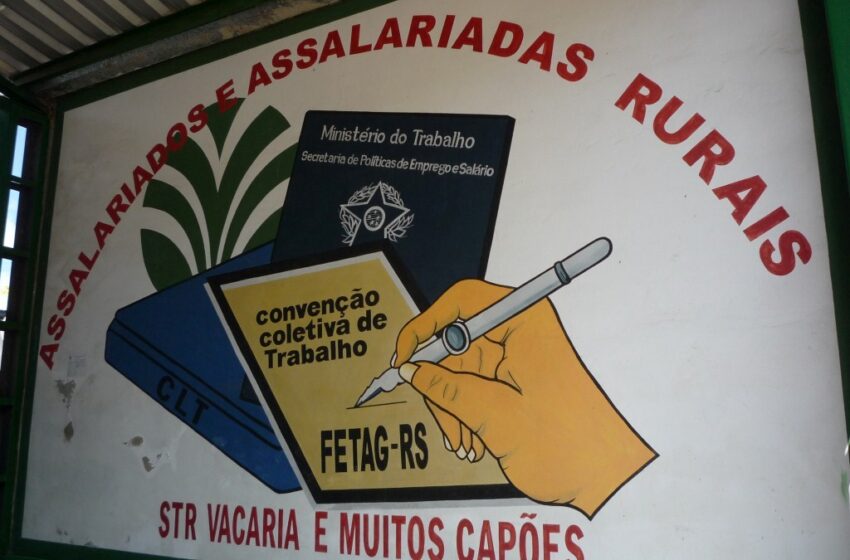 ASSALARIADOS E ASSALARIADAS RURAIS
Ministério do Trabalho
Secretaria de Políticas de Emprego e Salário
convenção
coletiva de
Trabalho
CLT
FETAG-RS
STR VACARIA E MUITOS CAPÕES